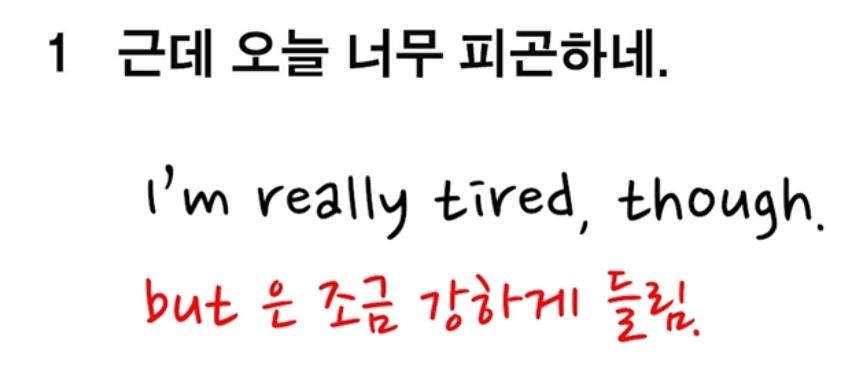 1 근데 오늘 너무 피곤하네.
I'm really tired, though.
but 은 조금 강하게 들림.